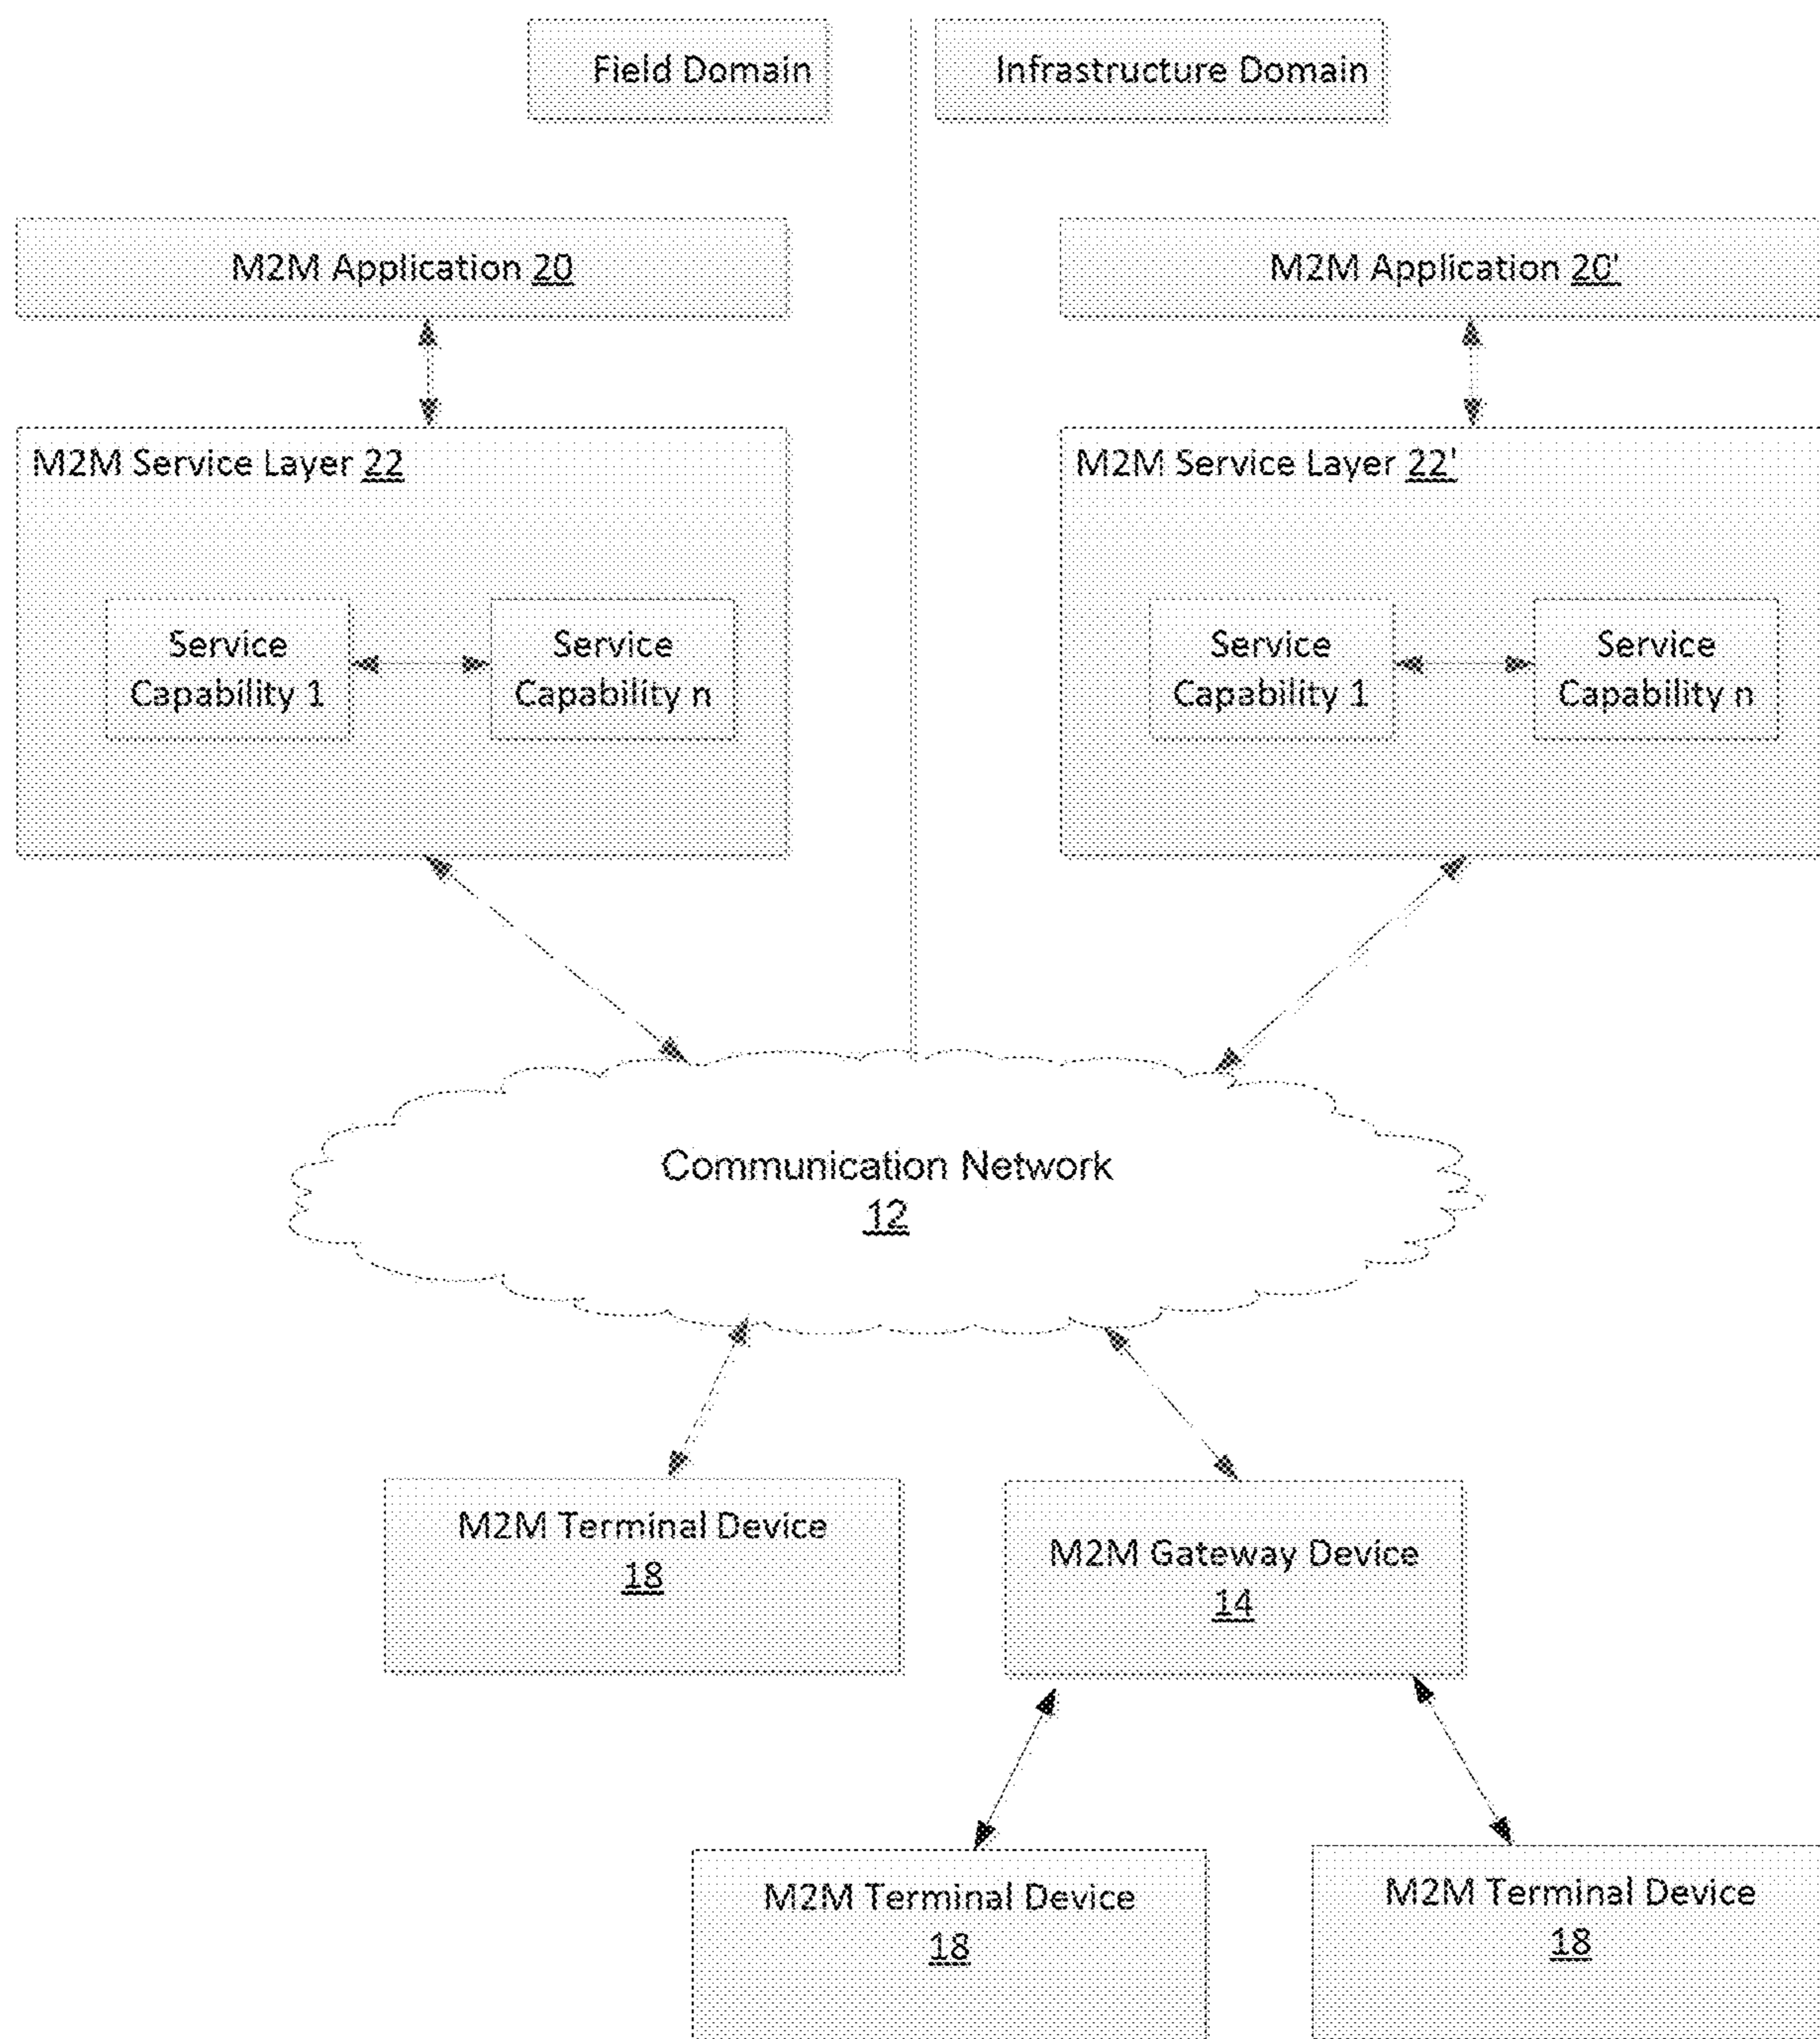 Field Domain
Infrastructure Domain
M2M Application 20
M2M Application 20'
M2M Service Layer 22
M2M Service Layer 22'
Service
Capability 1
Service
Capability n
Service
Capability 1
Service
Capability n
Communication Network
12
M2M Terminal Device
18
M2M Gateway Device
14
M2M Terminal Device
18
M2M Terminal Device
18